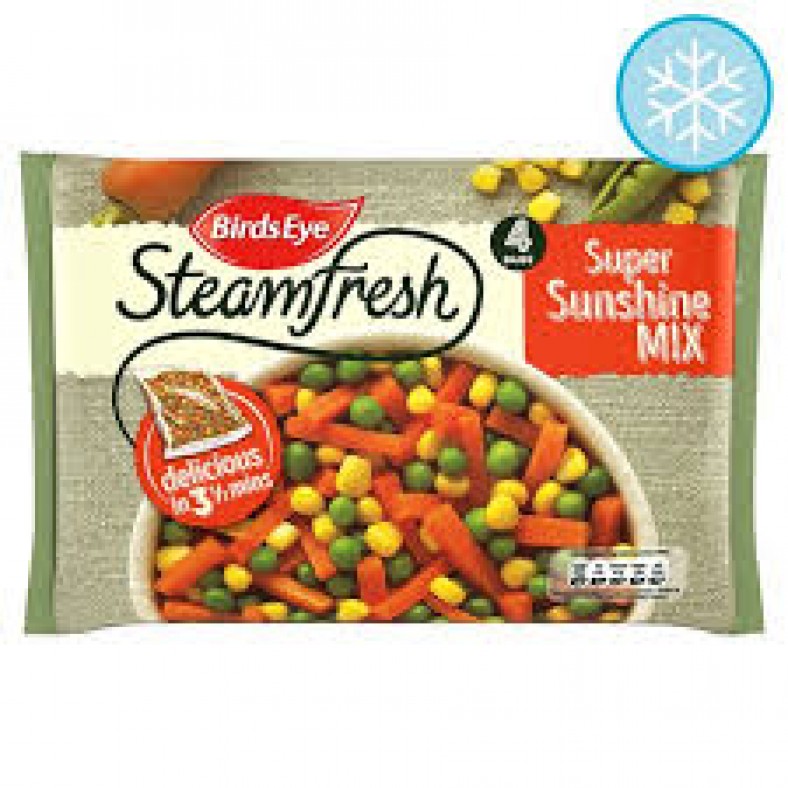 Birds Eye
Steamfresh
4
Super
Sunshine
MIX
delicious
in 3½ mins